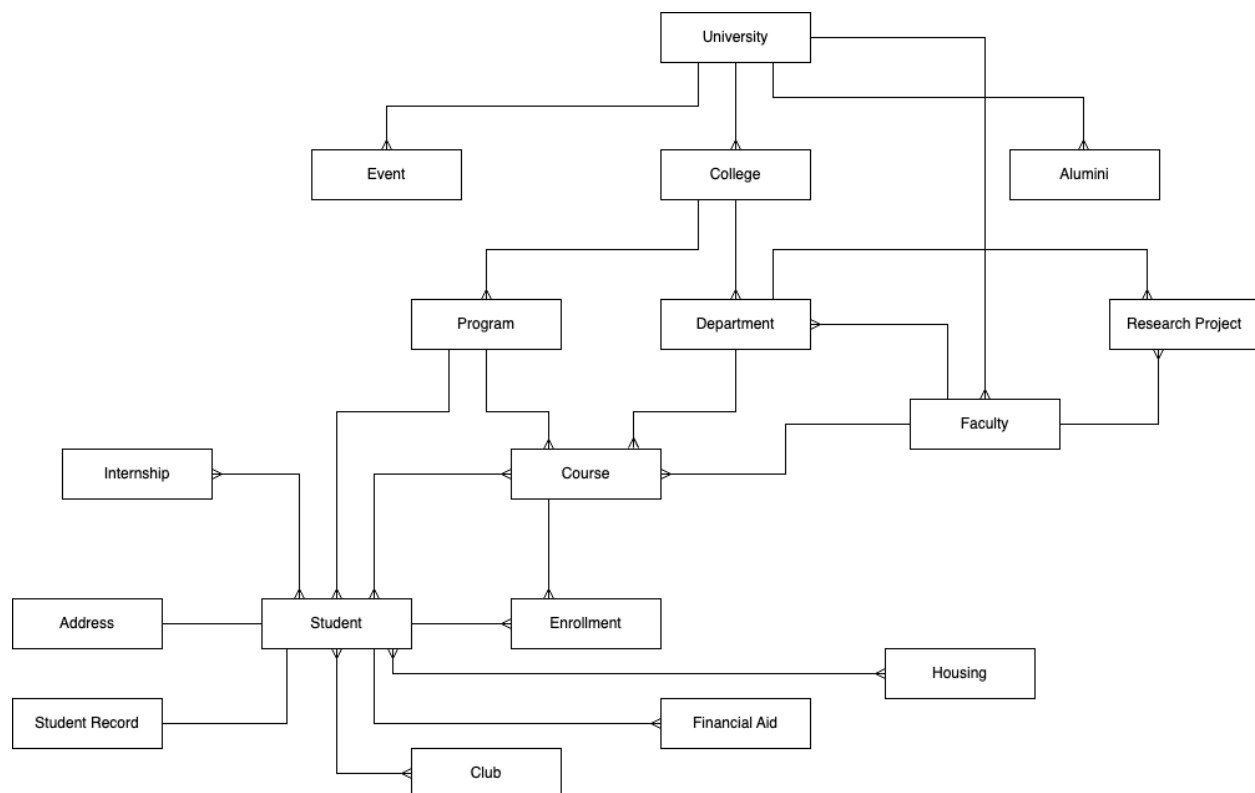 University
Event
College
Alumini
Program
Department
Research Project
Faculty
Internship
Course
Address
Student
Enrollment
Housing
Student Record
Financial Aid
Club